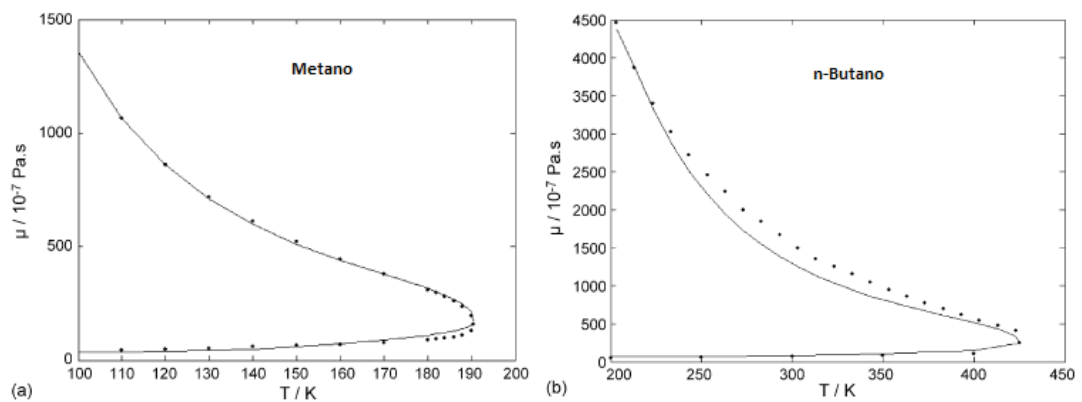 1500
1000
500
0
Metano
μ / 10⁻⁷ Pa.s
100 110 120 130 140 150 160 170 180 190 200
T / K
(a)
4500
4000
3500
3000
2500
2000
1500
1000
500
0
n-Butano
μ / 10⁻⁷ Pa.s
200 250 300 350 400 450
T / K
(b)